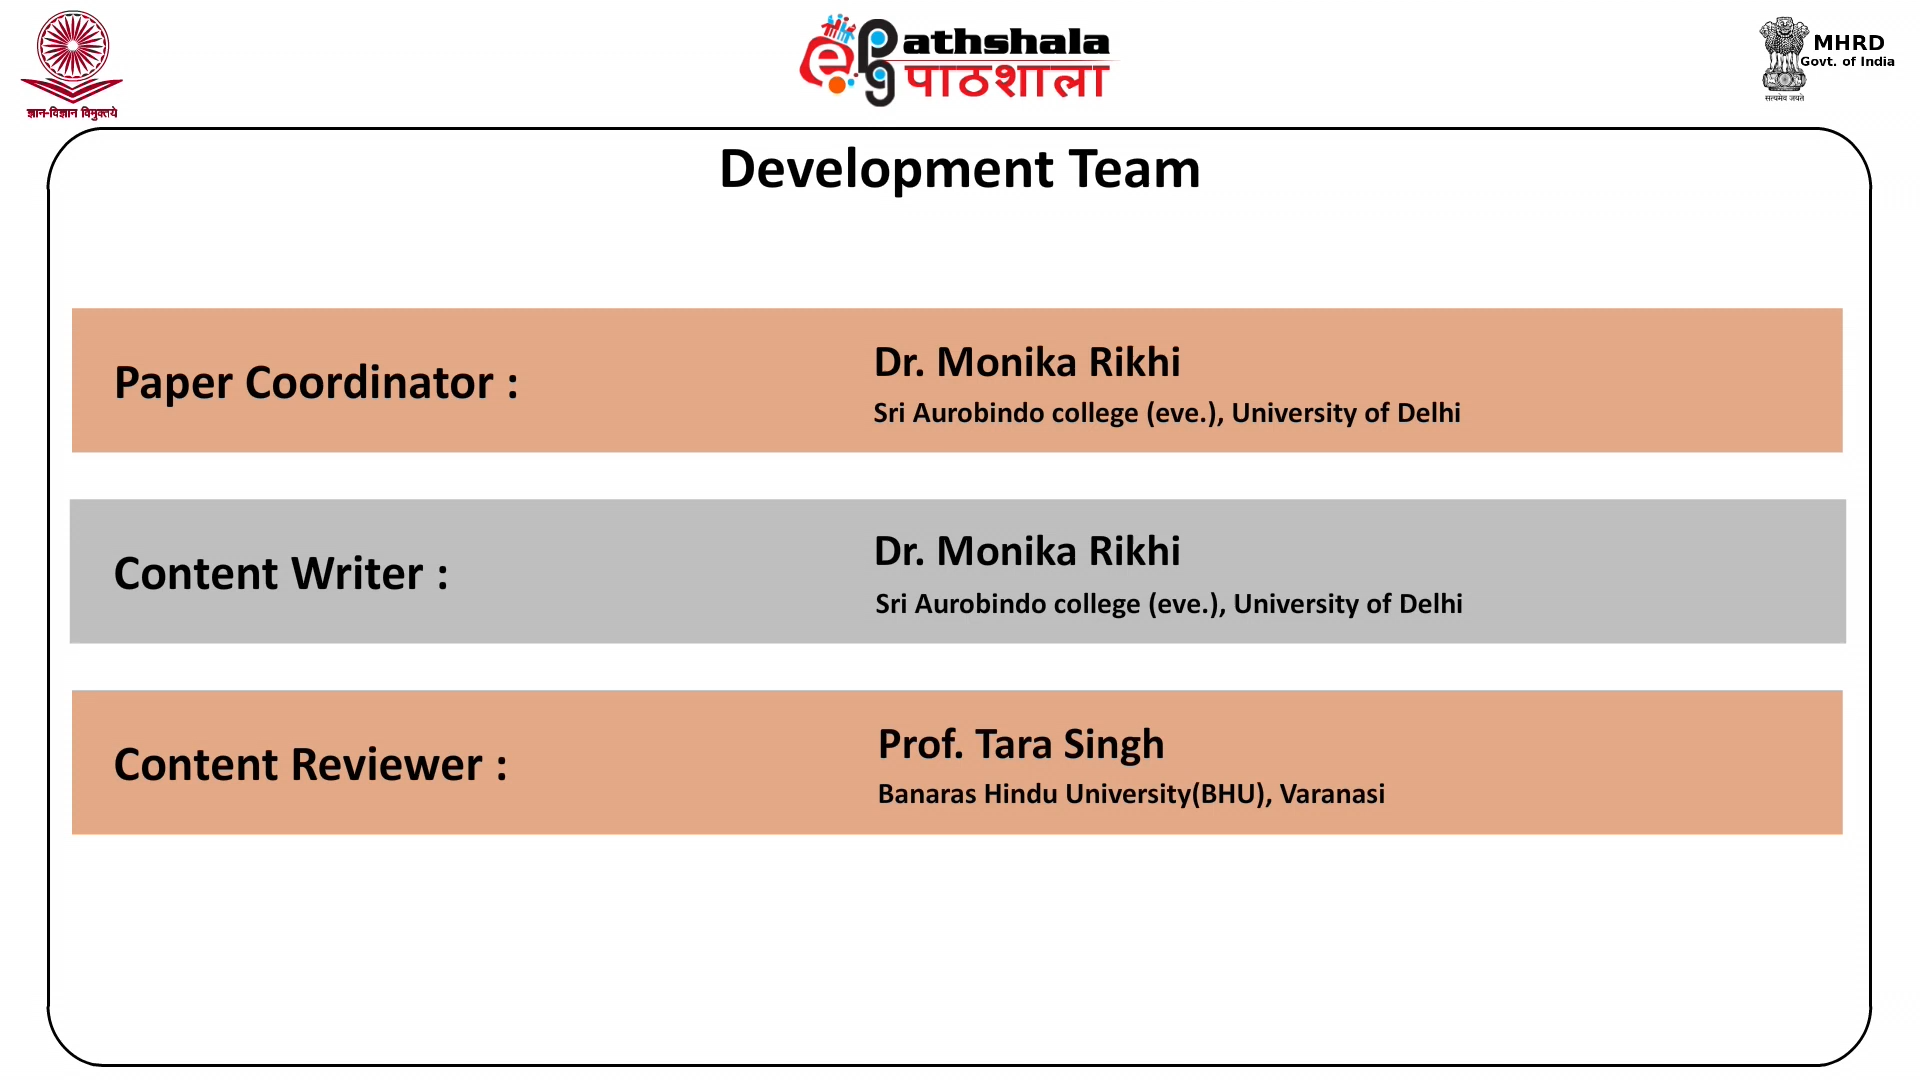 ज्ञान-विज्ञान विमुक्तये
e pg Pathshala
पाठशाला
MHRD
Govt. of India
सत्यमेव जयते
Development Team
Paper Coordinator :
Dr. Monika Rikhi
Sri Aurobindo college (eve.), University of Delhi
Content Writer :
Dr. Monika Rikhi
Sri Aurobindo college (eve.), University of Delhi
Content Reviewer :
Prof. Tara Singh
Banaras Hindu University(BHU), Varanasi